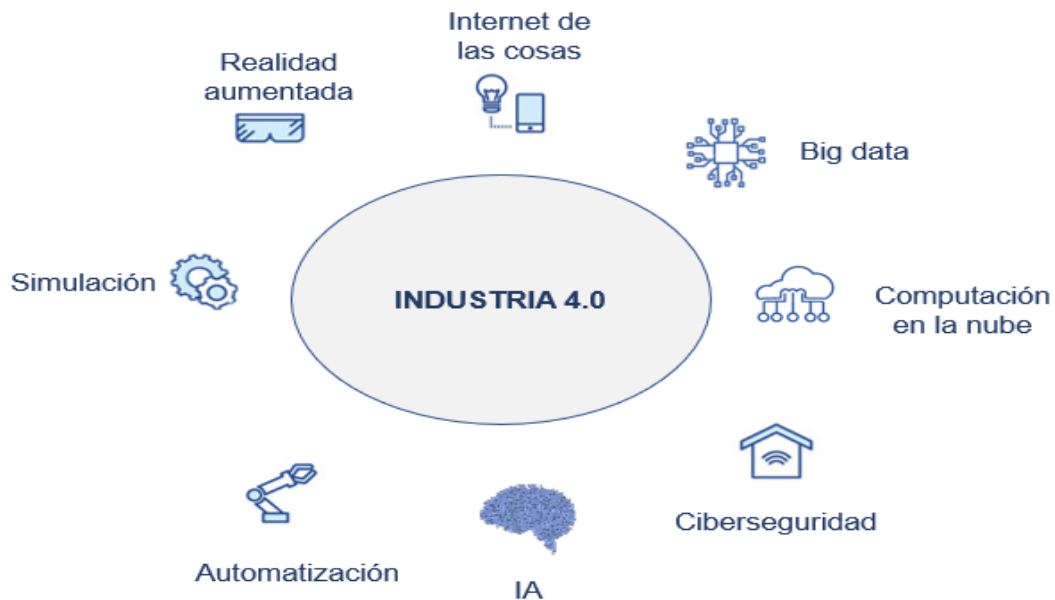 Internet de
las cosas
Realidad
aumentada
Big data
Simulación
INDUSTRIA 4.0
Computación
en la nube
Ciberseguridad
Automatización
IA